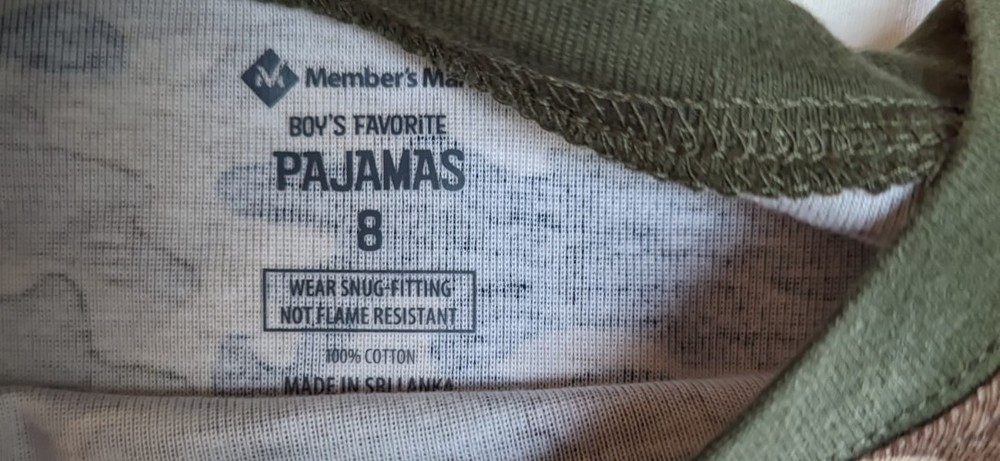 Member's Ma
BOY'S FAVORITE
PAJAMAS
8
WEAR SNUG-FITTING
NOT FLAME RESISTANT
100% COTTON
MADE IN SRI LANKA